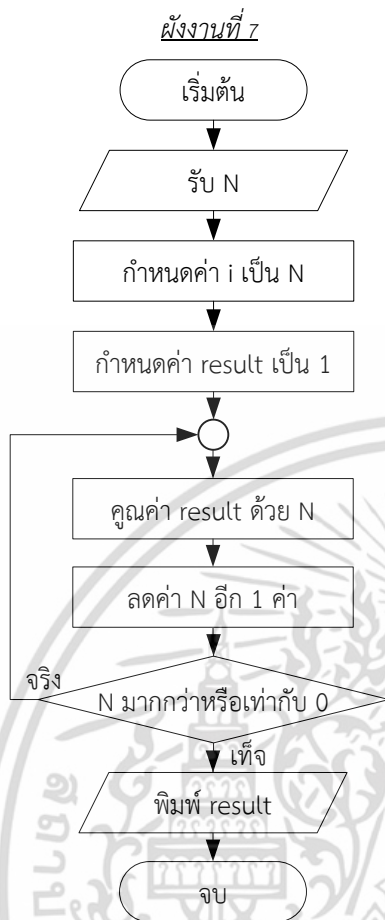 ผังงานที่ 7
เริ่มต้น
รับ N
กำหนดค่า i เป็น N
กำหนดค่า result เป็น 1
คูณค่า result ด้วย N
ลดค่า N อีก 1 ค่า
จริง
N มากกว่าหรือเท่ากับ 0
เท็จ
พิมพ์ result
จบ